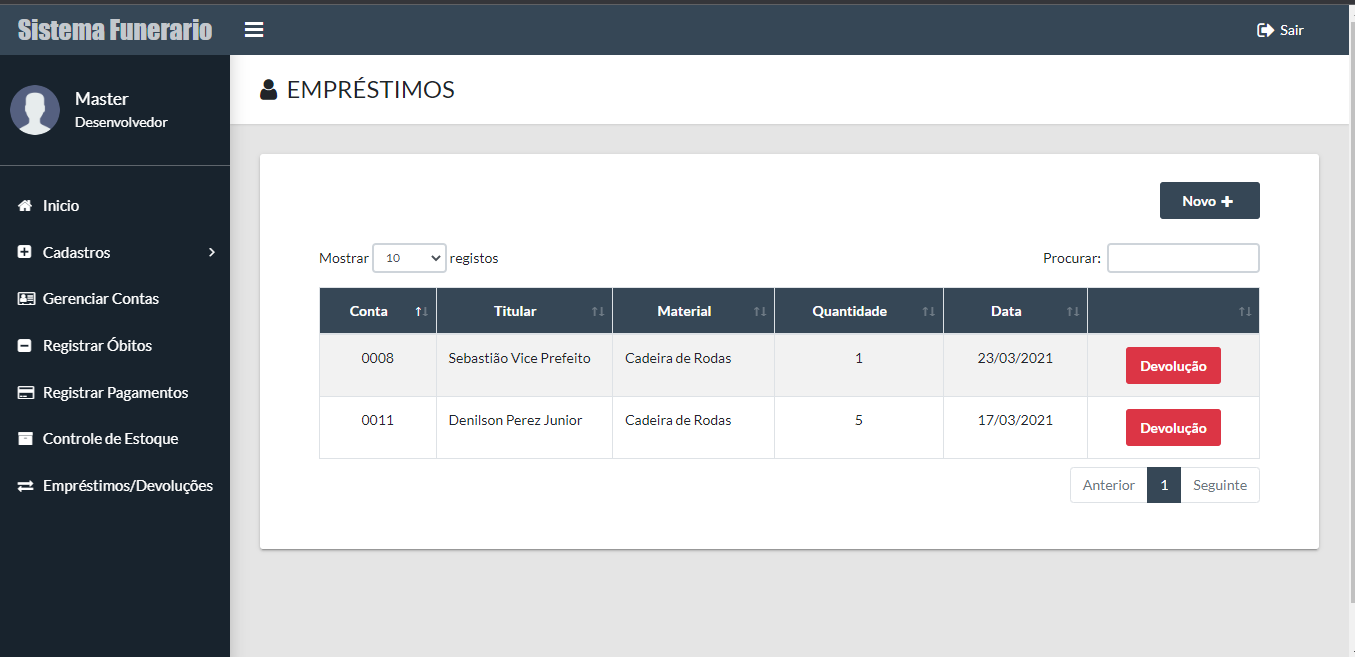 Sistema Funerario
Sair
Master
Desenvolvedor
Inicio
Cadastros
Gerenciar Contas
Registrar Óbitos
Registrar Pagamentos
Controle de Estoque
Empréstimos/Devoluções
EMPRÉSTIMOS
Novo
Mostrar 10 registos
Procurar:
Conta Titular Material Quantidade Data
0008 Sebastião Vice Prefeito Cadeira de Rodas 1 23/03/2021 Devolução
0011 Denilson Perez Junior Cadeira de Rodas 5 17/03/2021 Devolução
Anterior 1 Seguinte